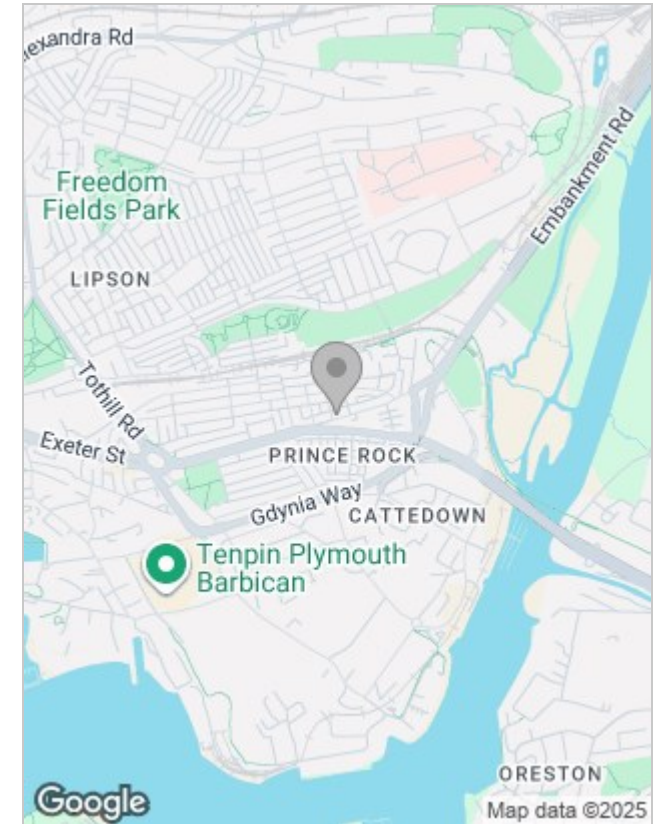 lexandra Rd
Embankment Rd
Freedom
Fields Park
LIPSON
Tothill Rd
Exeter St
PRINCE ROCK
Gdynia Way
CATTEDOWN
Tenpin Plymouth
Barbican
ORESTON
Google
Map data ©2025